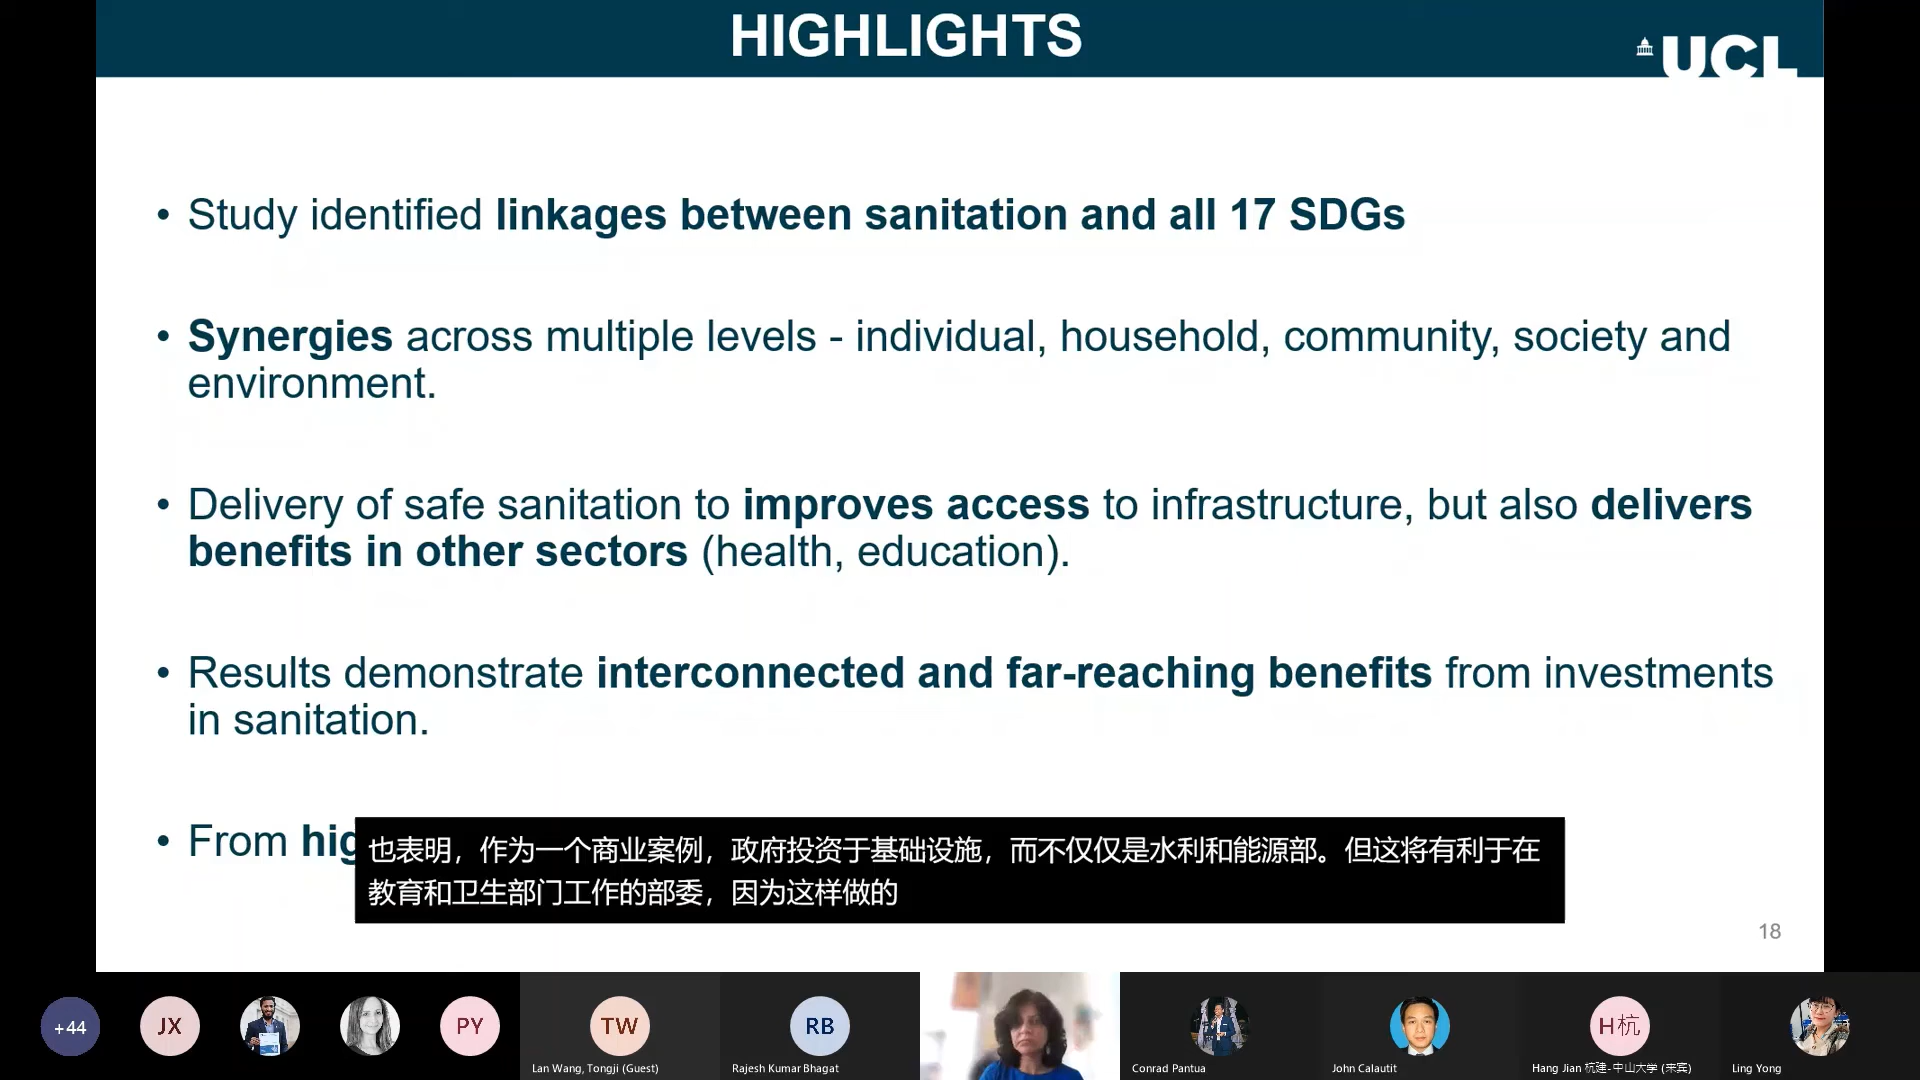 HIGHLIGHTS
UCL
• Study identified linkages between sanitation and all 17 SDGs
• Synergies across multiple levels - individual, household, community, society and
environment.
• Delivery of safe sanitation to improves access to infrastructure, but also delivers
benefits in other sectors (health, education).
• Results demonstrate interconnected and far-reaching benefits from investments
in sanitation.
• From
也表明，作为一个商业案例，政府投资于基础设施，而不仅仅是水利和能源部。但这将有利于在
教育和卫生部门工作的部委，因为这样做的
18
+44
JX
PY
TW
RB
H杭
Lan Wang, Tongji (Guest)
Rajesh Kumar Bhagat
Conrad Pantua
John Calautit
Hang Jian 杭建-中山大学 (来宾)
Ling Yong